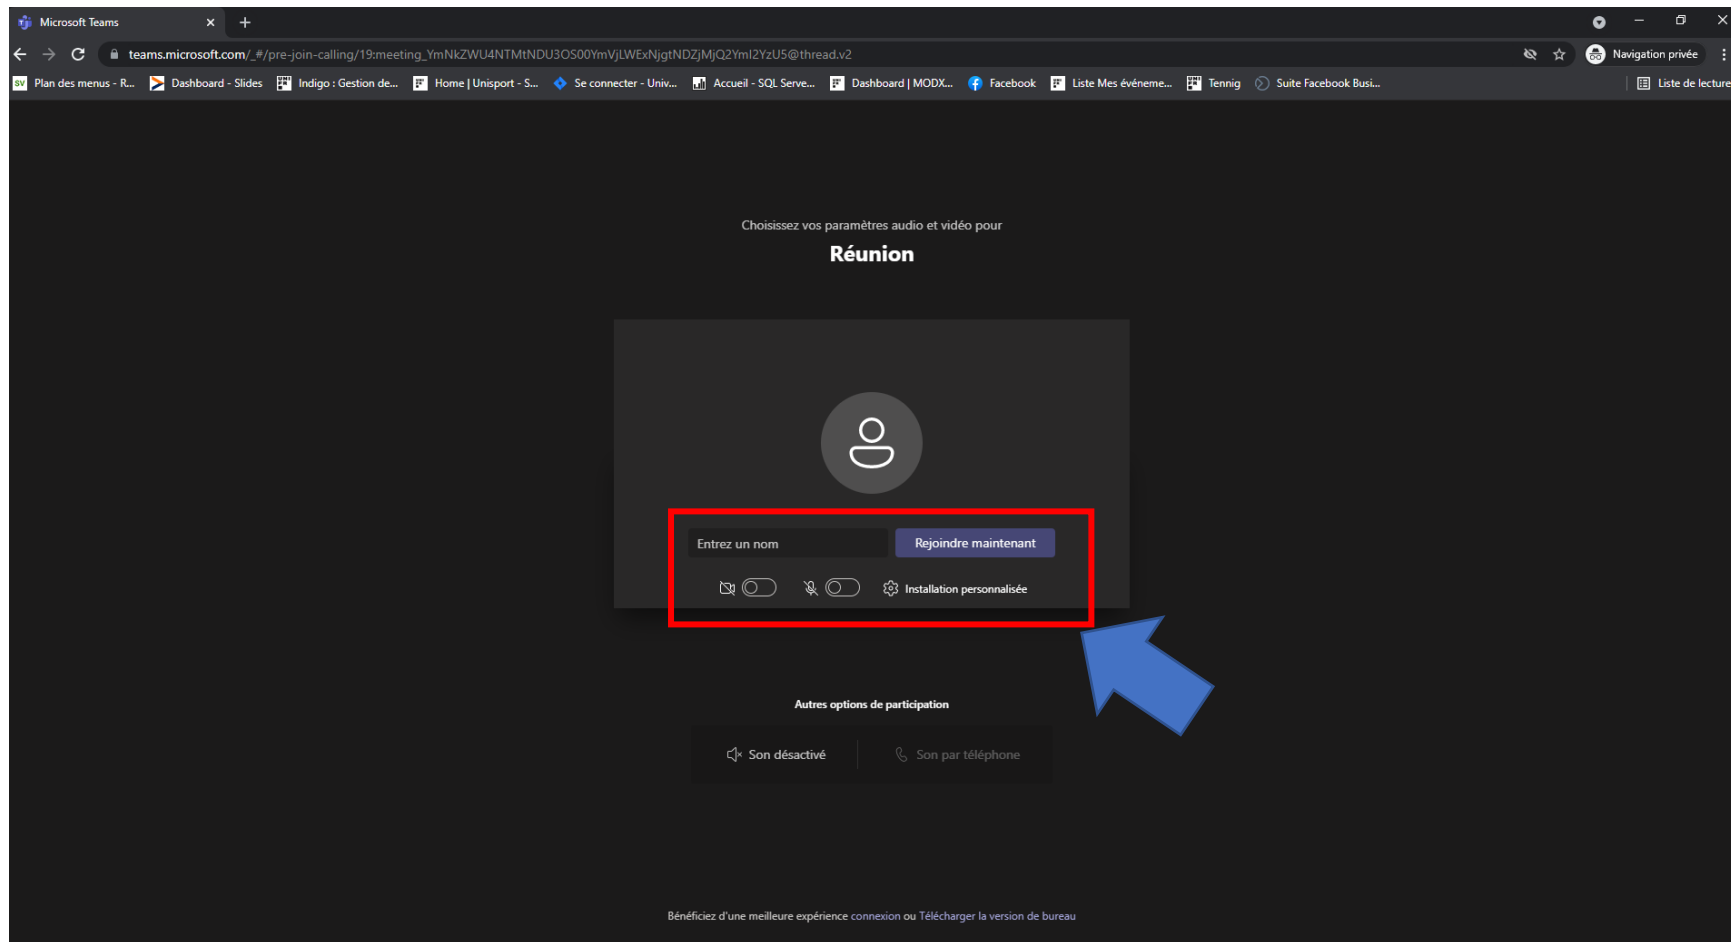 Microsoft Teams
teams.microsoft.com/_#/pre-join-calling/19:meeting_YmNkZWU4NTMtNDU3OS00YmVjLWExNjgtNDZjMjQ2YmI2YzU5@thread.v2
Navigation privée
Plan des menus - R... Dashboard - Slides Indigo : Gestion de... Home | Unisport - S... Se connecter - Univ... Accueil - SQL Serve... Dashboard | MODX... Facebook Liste Mes événeme... Tennig Suite Facebook Busi... Liste de lecture
Choisissez vos paramètres audio et vidéo pour
Réunion
Entrez un nom Rejoindre maintenant
Installation personnalisée
Autres options de participation
Son désactivé Son par téléphone
Bénéficiez d'une meilleure expérience connexion ou Télécharger la version de bureau